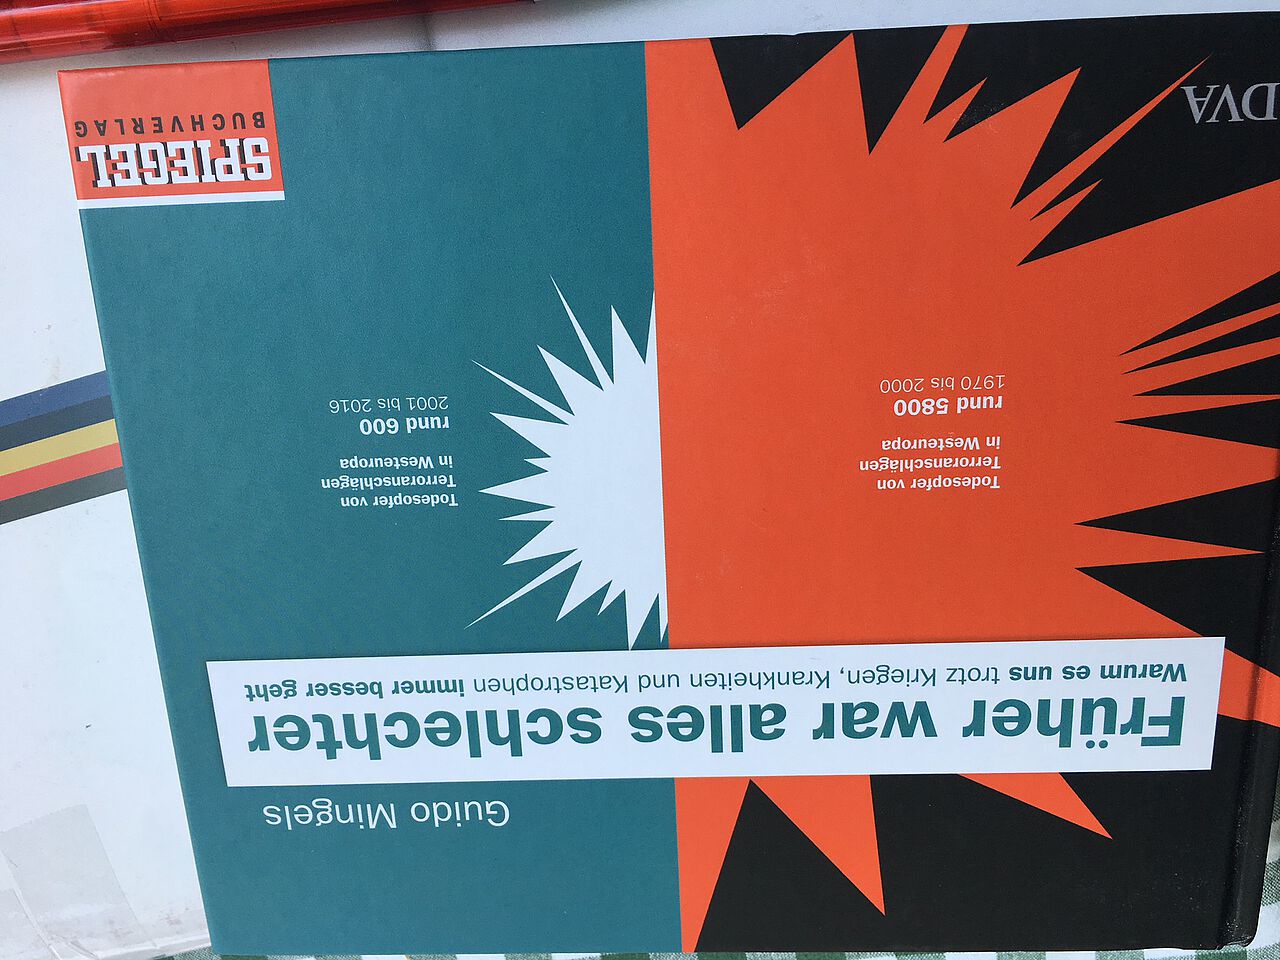 Guido Mingels
Früher war alles schlechter
Warum es uns trotz Kriegen, Krankheiten und Katastrophen immer besser geht
Todesopfer von
Terroranschlägen
in Westeuropa
rund 5800
1970 bis 2000
Todesopfer von
Terroranschlägen
in Westeuropa
rund 600
2001 bis 2016
DVA
SPIEGEL
BUCHVERLAG